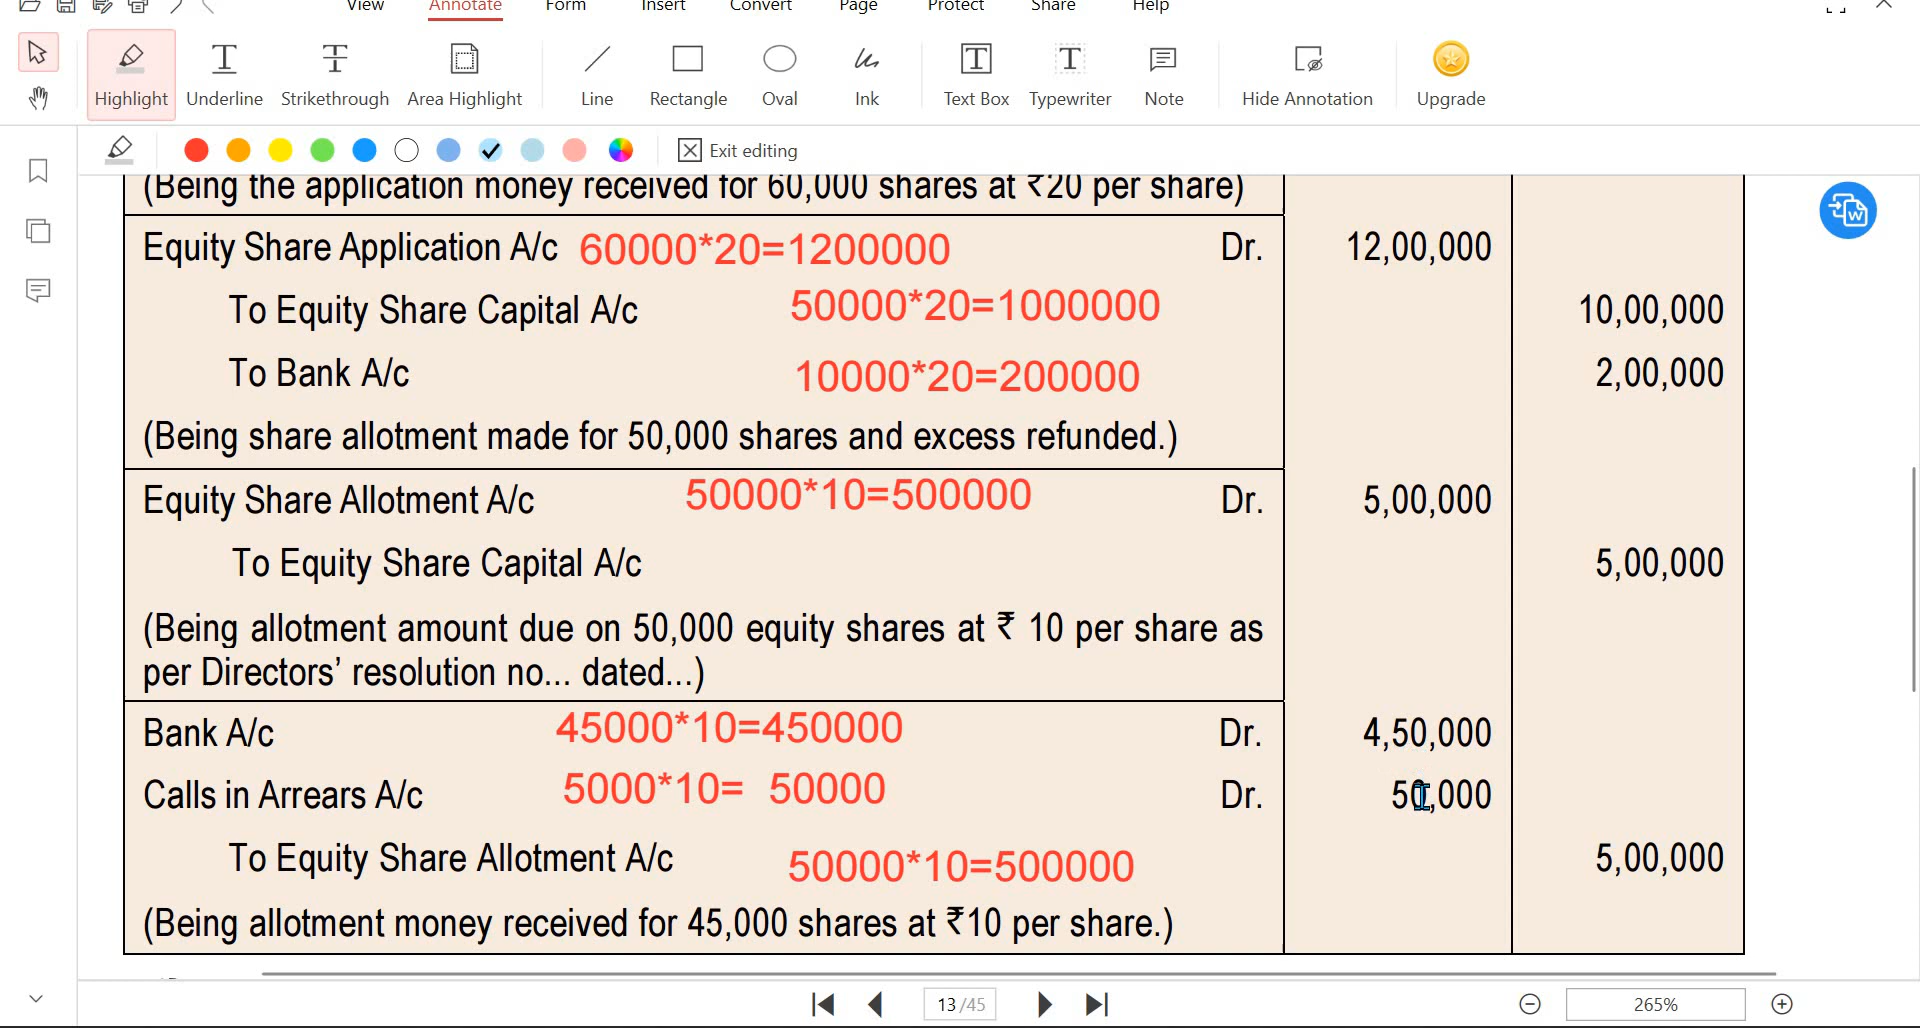 View Annotate Form Insert Convert Page Protect Share Help
Highlight Underline Strikethrough Area Highlight Line Rectangle Oval Ink Text Box Typewriter Note Hide Annotation Upgrade
Exit editing
(Being the application money received for 60,000 shares at ₹20 per share)
Equity Share Application A/c 60000*20=1200000 Dr. 12,00,000
To Equity Share Capital A/c 50000*20=1000000 10,00,000
To Bank A/c 10000*20=200000 2,00,000
(Being share allotment made for 50,000 shares and excess refunded.)
Equity Share Allotment A/c 50000*10=500000 Dr. 5,00,000
To Equity Share Capital A/c 5,00,000
(Being allotment amount due on 50,000 equity shares at ₹ 10 per share as
per Directors’ resolution no... dated...)
Bank A/c 45000*10=450000 Dr. 4,50,000
Calls in Arrears A/c 5000*10= 50000 Dr. 50,000
To Equity Share Allotment A/c 50000*10=500000 5,00,000
(Being allotment money received for 45,000 shares at ₹10 per share.)
13 /45 265%